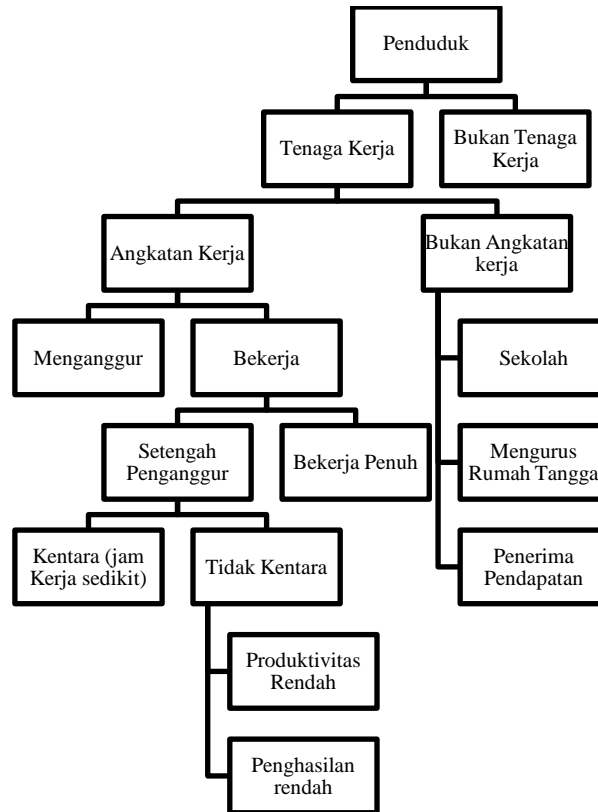 Penduduk
Tenaga Kerja
Bukan Tenaga
Kerja
Angkatan Kerja
Bukan Angkatan
kerja
Menganggur
Bekerja
Sekolah
Setengah
Penganggur
Bekerja Penuh
Mengurus
Rumah Tangga
Kentara (jam
Kerja sedikit)
Tidak Kentara
Penerima
Pendapatan
Produktivitas
Rendah
Penghasilan
rendah